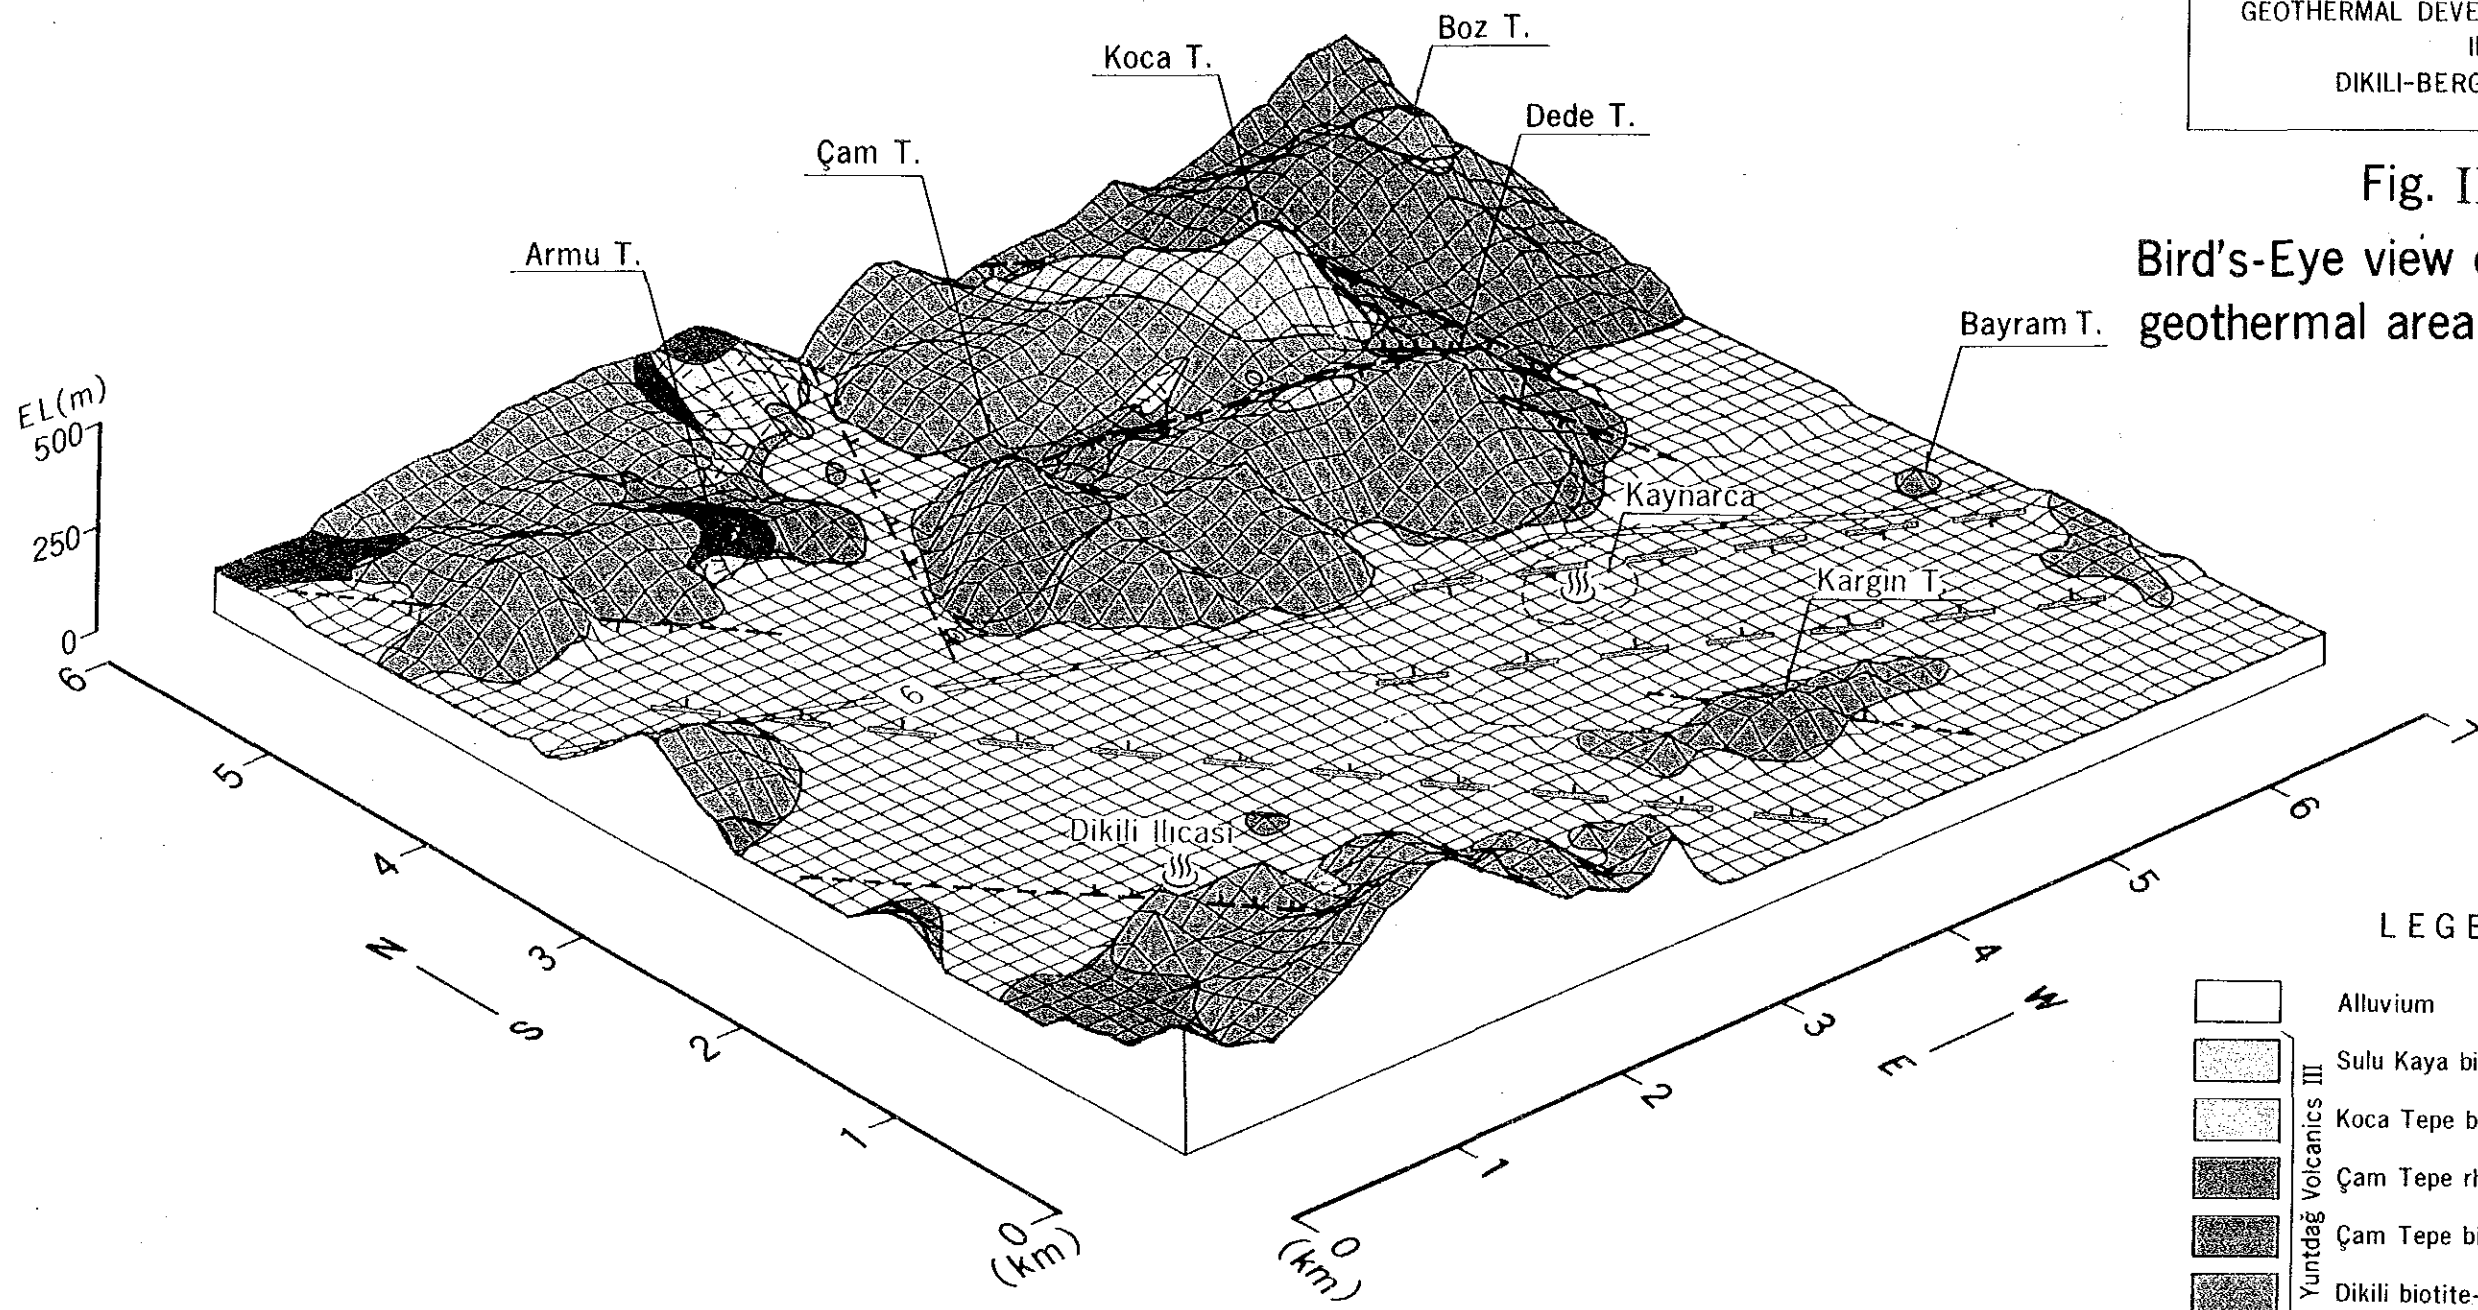 GEOTHERMAL DEVE
DIKILI-BERG
Fig. II
Bird's-Eye view
geothermal area
Boz T.
Koca T.
Dede T.
Çam T.
Armu T.
Bayram T.
Kaynarca
Kargın T.
Dikili Ilıcası
6
EL(m)
500
250
0
6
5
4
3
2
1
0
(km)
N
S
0
(km)
1
2
3
4
5
6
7
E
W
LEGE
Alluvium
Sulu Kaya bi
Koca Tepe b
Çam Tepe rh
Çam Tepe bi
Dikili biotite-
Yuntdağ Volcanics III